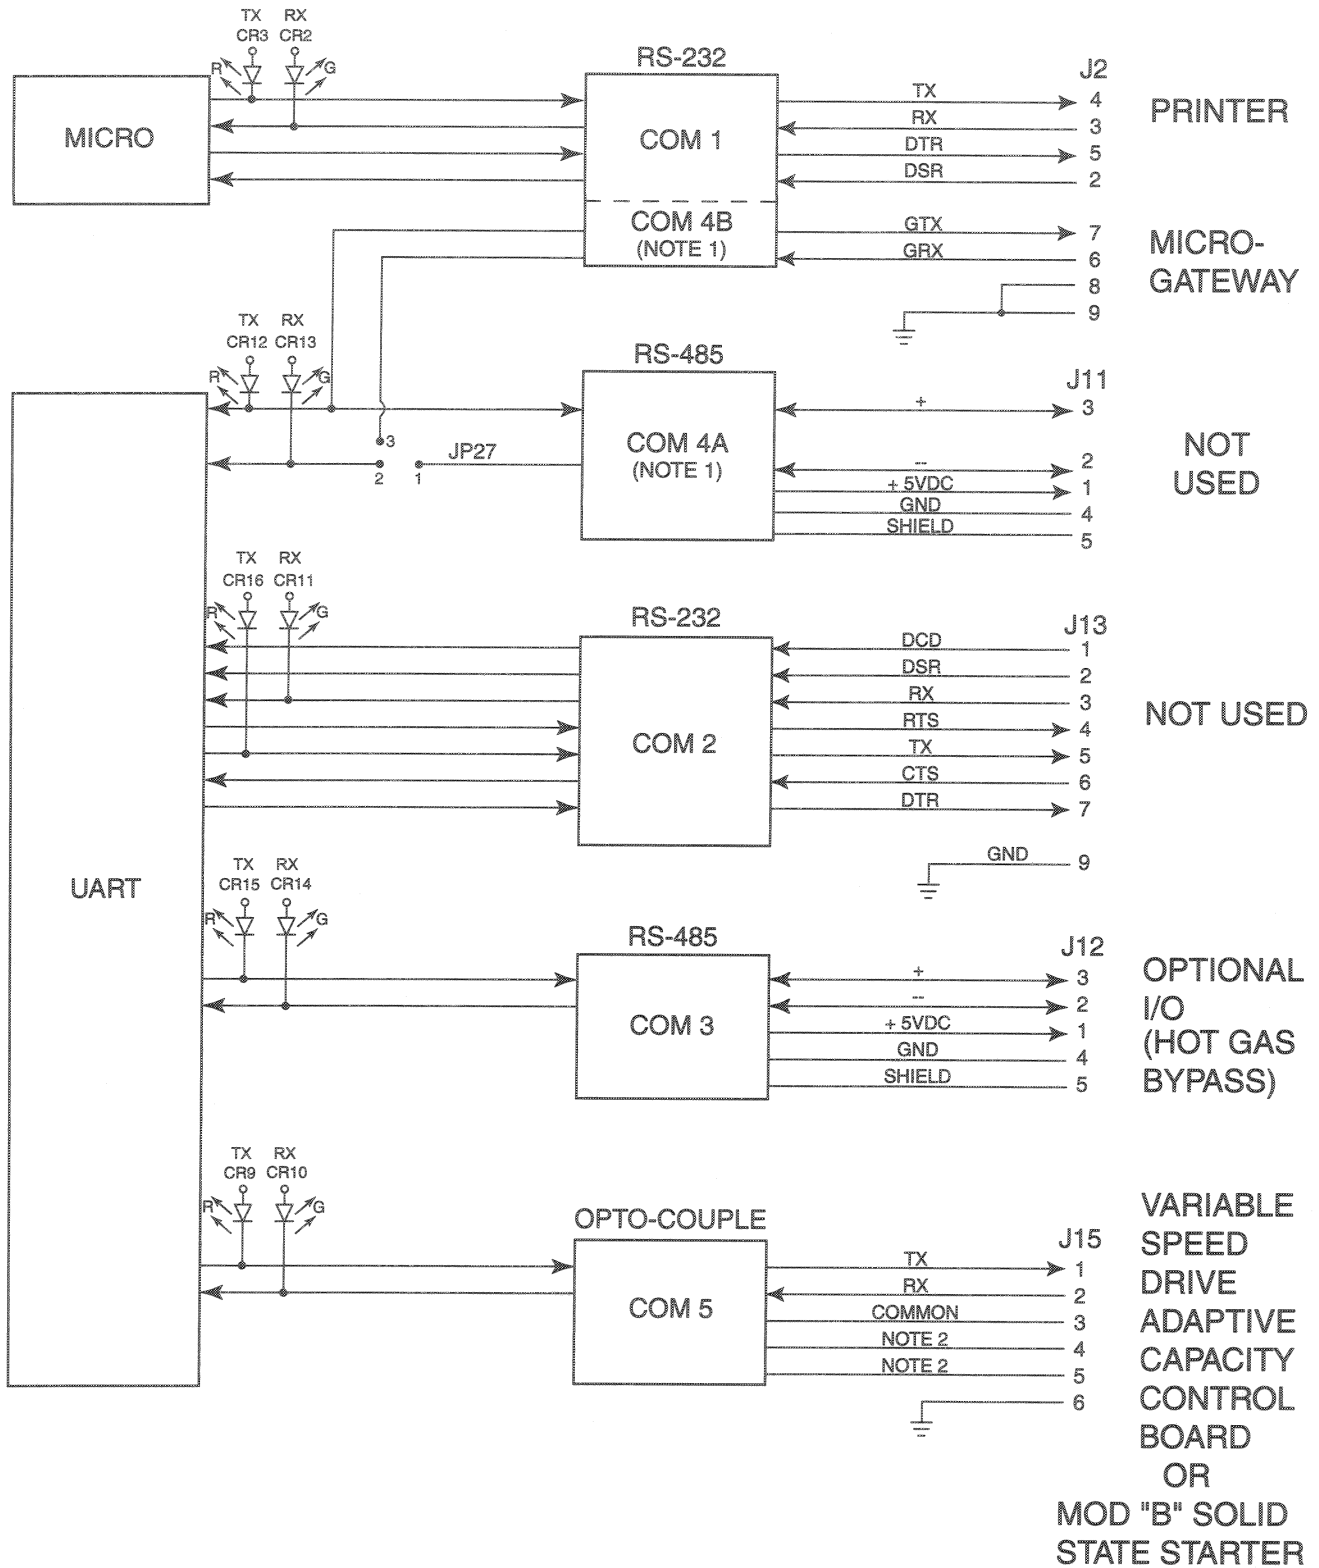 TX RX
CR3 CR2
R G
MICRO
RS-232
COM 1
COM 4B
(NOTE 1)
TX
RX
DTR
DSR
GTX
GRX
J2
4
3
5
2
7
6
8
9
PRINTER
MICRO-
GATEWAY
TX RX
CR12 CR13
R G
3
2 1
JP27
RS-485
COM 4A
(NOTE 1)
+
--
+ 5VDC
GND
SHIELD
J11
3
2
1
4
5
NOT
USED
UART
TX RX
CR16 CR11
R G
RS-232
COM 2
DCD
DSR
RX
RTS
TX
CTS
DTR
GND
J13
1
2
3
4
5
6
7
9
NOT USED
TX RX
CR15 CR14
R G
RS-485
COM 3
+
--
+ 5VDC
GND
SHIELD
J12
3
2
1
4
5
OPTIONAL
I/O
(HOT GAS
BYPASS)
TX RX
CR9 CR10
R G
OPTO-COUPLE
COM 5
TX
RX
COMMON
NOTE 2
NOTE 2
J15
1
2
3
4
5
6
VARIABLE
SPEED
DRIVE
ADAPTIVE
CAPACITY
CONTROL
BOARD
OR
MOD "B" SOLID
STATE STARTER